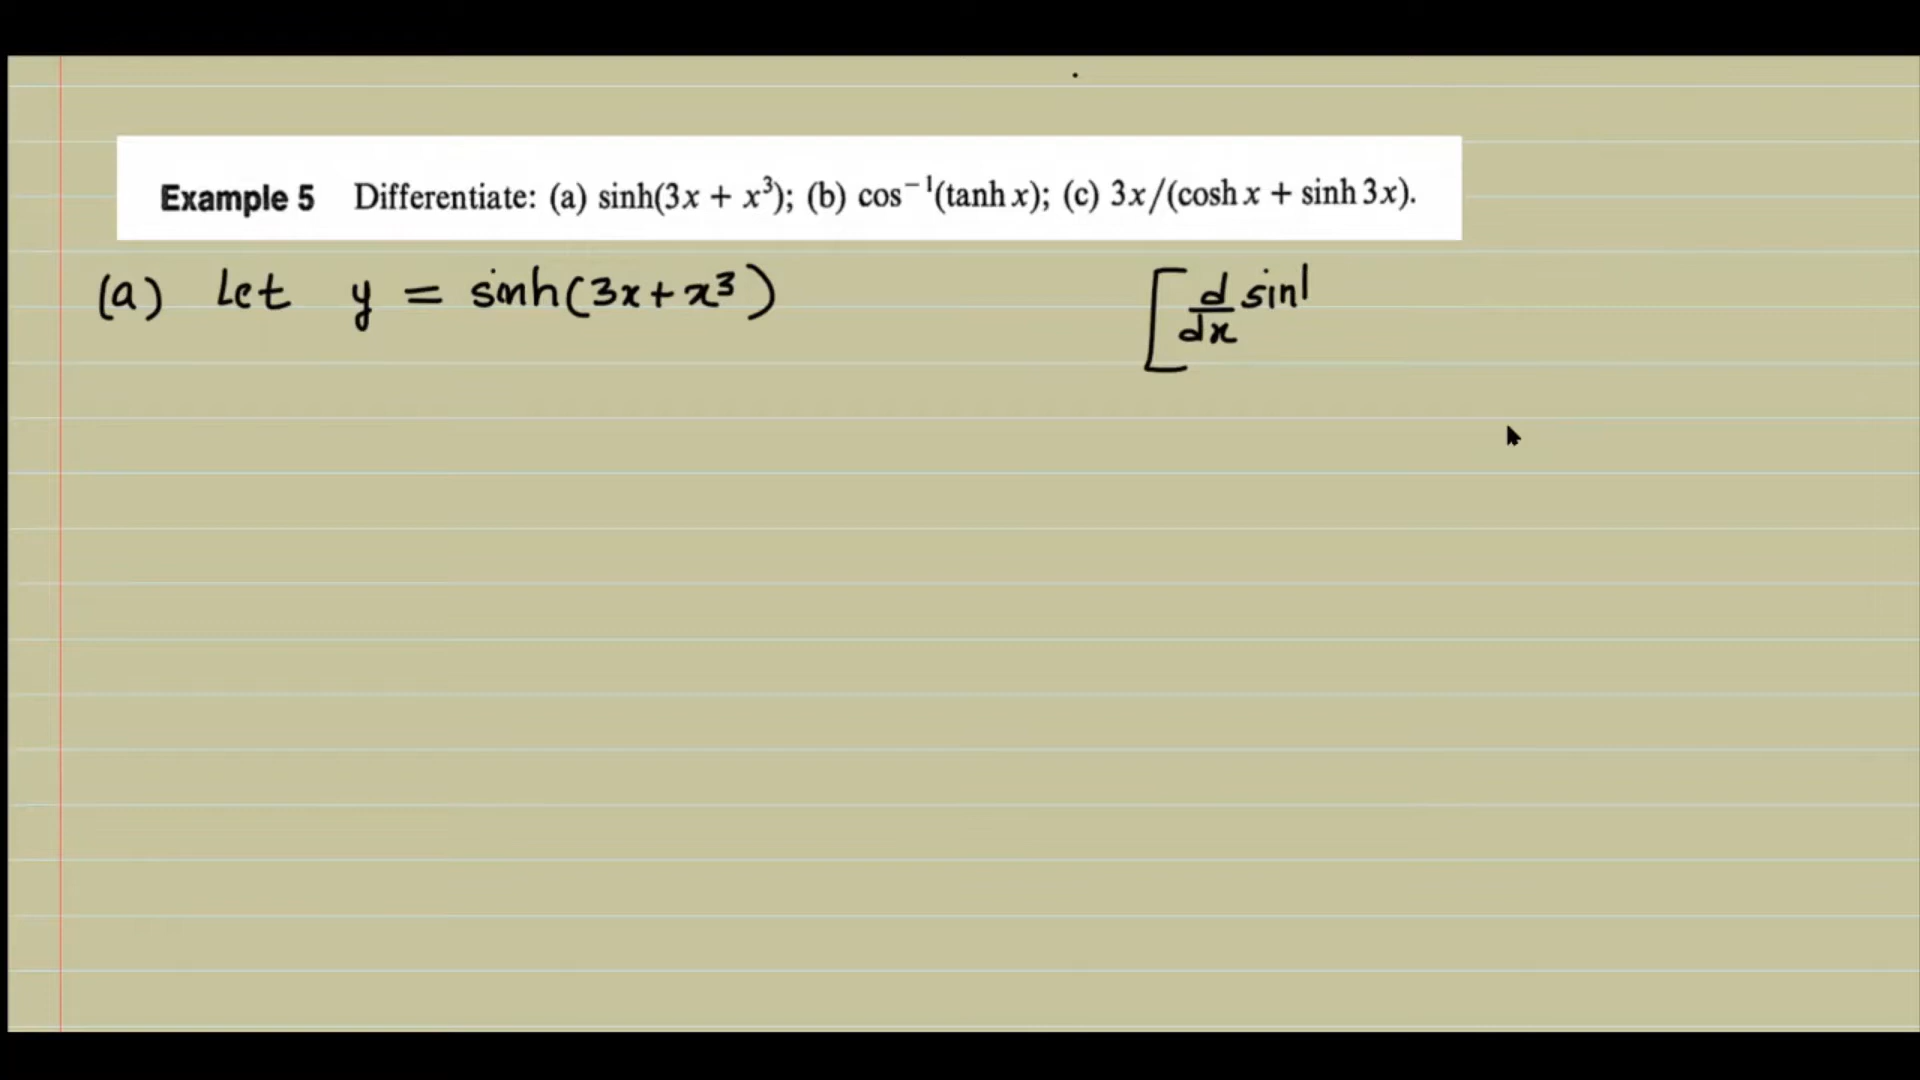 Example 5 Differentiate: (a) sinh(3x + x³); (b) cos⁻¹(tanh x); (c) 3x/(cosh x + sinh 3x).
(a) Let y = sinh(3x+x³) [d/dx sinl